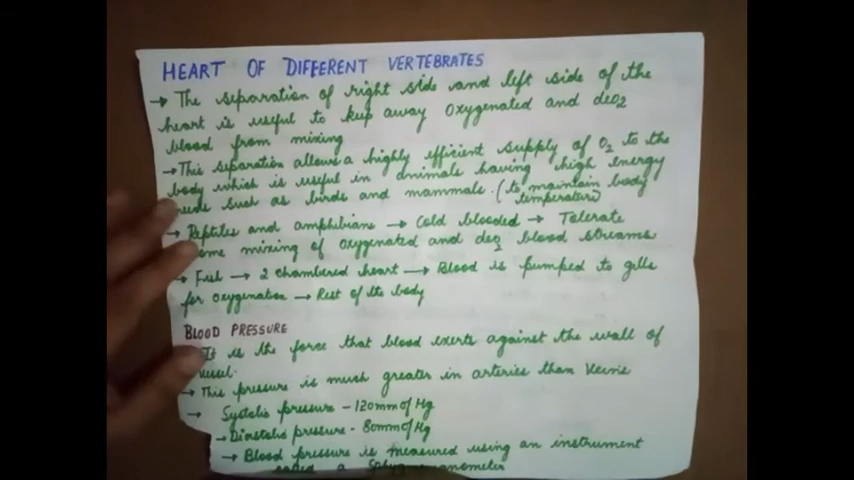 HEART OF DIFFERENT VERTEBRATES
→ The separation of right side and left side of the
heart is useful to keep away Oxygenated and deO2
blood from mixing
→ This separation allows a highly efficient supply of O2 to the
body which is useful in animals having high energy
needs such as birds and mammals. (to maintain body
temperature)
→ Reptiles and amphibians → Cold blooded → Tolerate
some mixing of oxygenated and deo2 blood streams
→ Fish → 2 chambered heart → Blood is pumped to gills
for oxygenation → Rest of the body
BLOOD PRESSURE
It is the force that blood exerts against the wall of
vessel.
→ This pressure is much greater in arteries than Veins
→ Systolic pressure - 120mm of Hg
→ Diastolic pressure - 80mm of Hg
→ Blood pressure is measured using an instrument
called a Sphygmomanometer